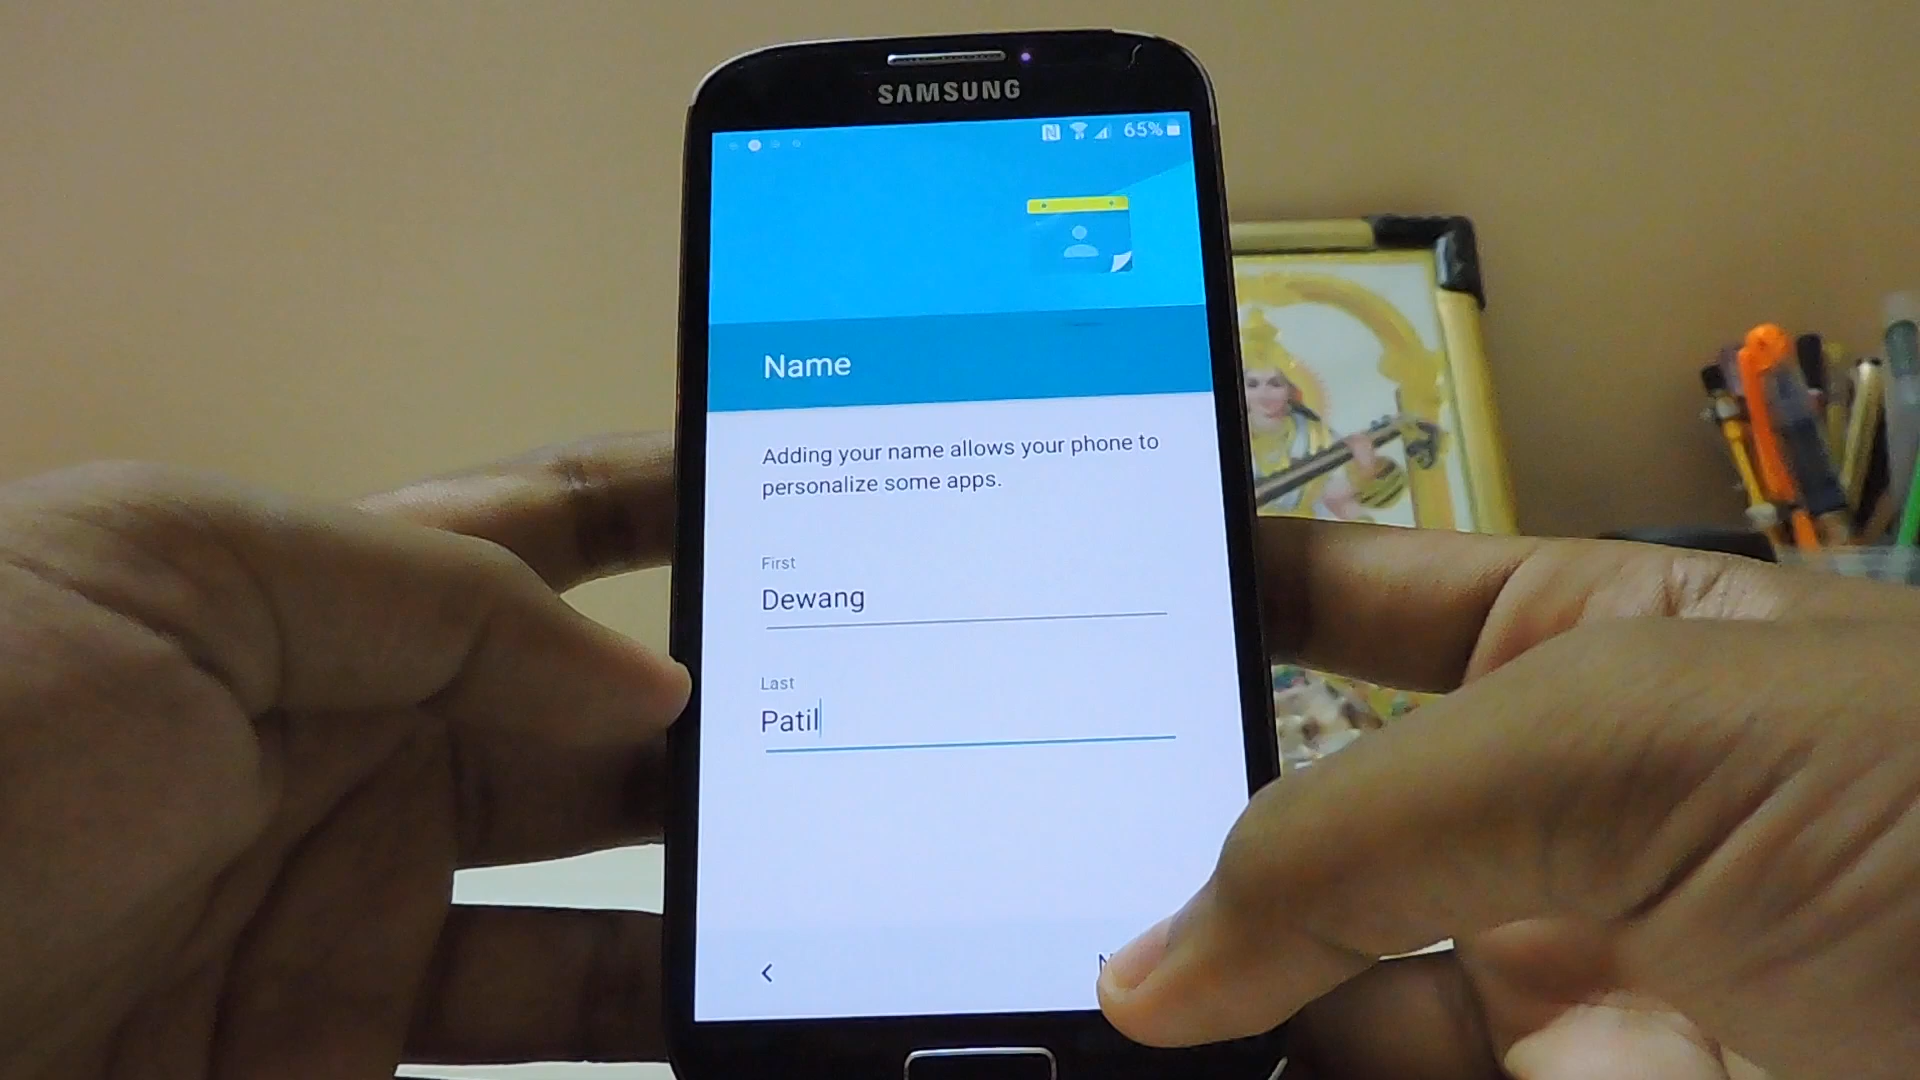 SAMSUNG
65%
Name
Adding your name allows your phone to
personalize some apps.
First
Dewang
Last
Patil